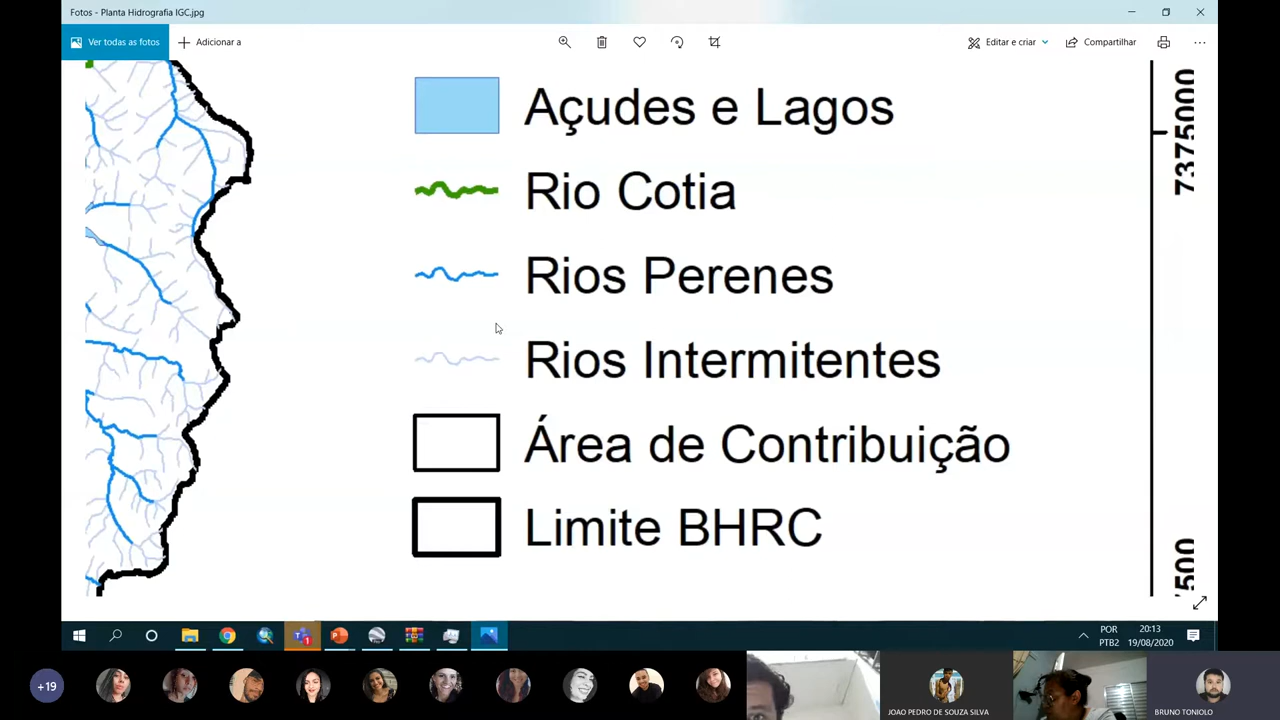 Fotos - Planta Hidrografia IGC.jpg
Ver todas as fotos
Adicionar a
Editar e criar
Compartilhar
Açudes e Lagos
Rio Cotia
Rios Perenes
Rios Intermitentes
Área de Contribuição
Limite BHRC
7375000
500
1
POR
PTB2
20:13
19/08/2020
+19
JOAO PEDRO DE SOUZA SILVA
BRUNO TONIOLO